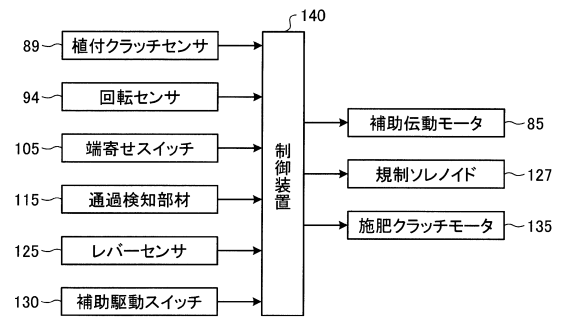 140
89 植付クラッチセンサ
94 回転センサ
105 端寄せスイッチ
115 通過検知部材
125 レバーセンサ
130 補助駆動スイッチ
制御装置
補助伝動モータ 85
規制ソレノイド 127
施肥クラッチモータ 135